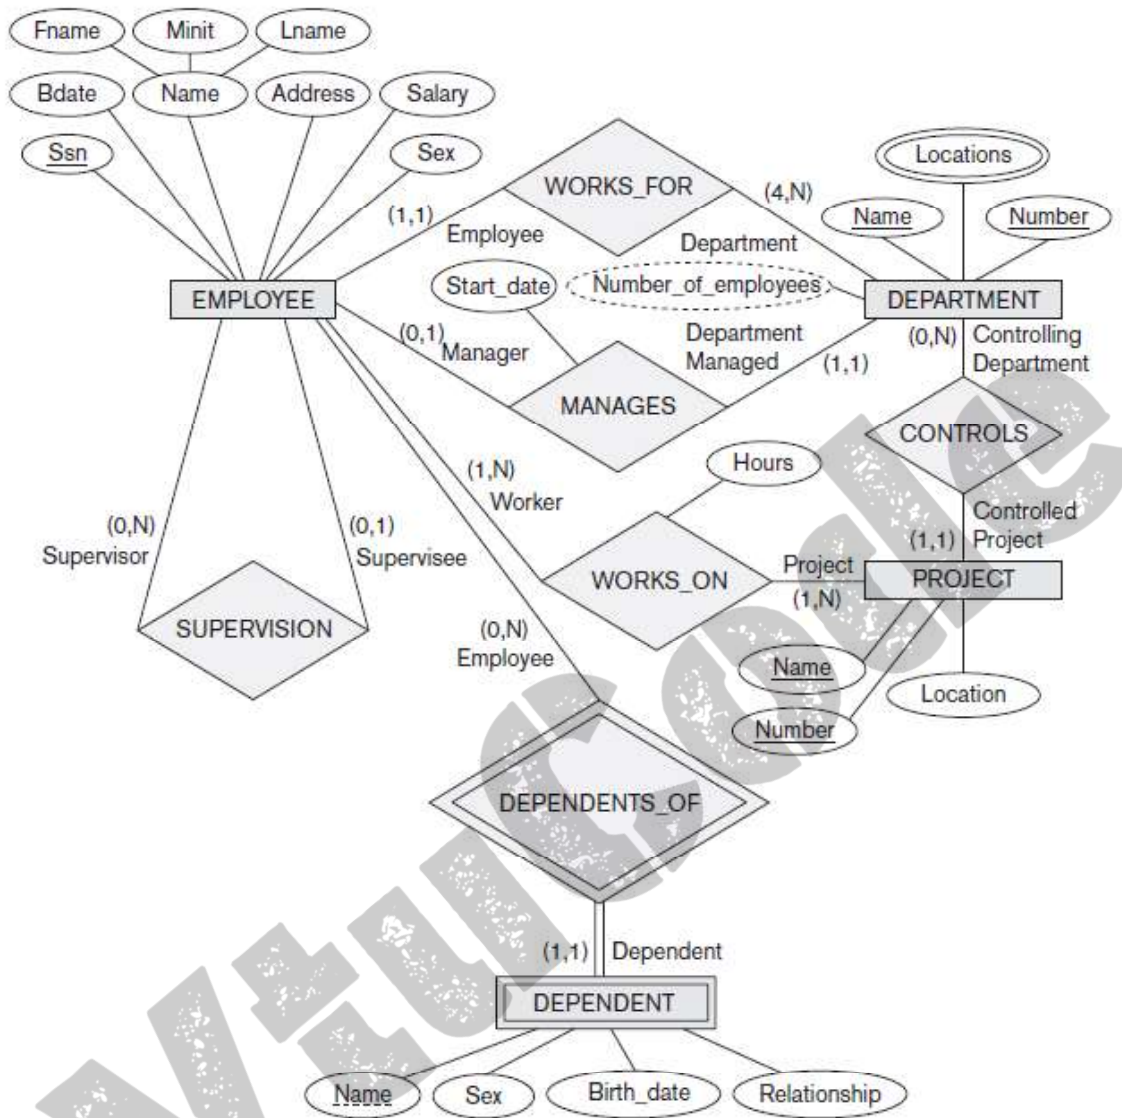 Fname Minit Lname
Bdate Name Address Salary
Ssn Sex
Locations
WORKS_FOR
(4,N)
Name Number
(1,1)
Employee
Department
Start_date Number_of_employees
EMPLOYEE DEPARTMENT
(0,1)
Manager
Department
Managed
(1,1)
(0,N) Controlling
Department
MANAGES
CONTROLS
Hours
(1,N)
Worker
(0,N)
Supervisor
(0,1)
Supervisee
Controlled
Project
(1,1)
WORKS_ON
Project
(1,N)
PROJECT
SUPERVISION
(0,N)
Employee
Name
Location
Number
DEPENDENTS_OF
(1,1) Dependent
DEPENDENT
Name Sex Birth_date Relationship
VtuCode